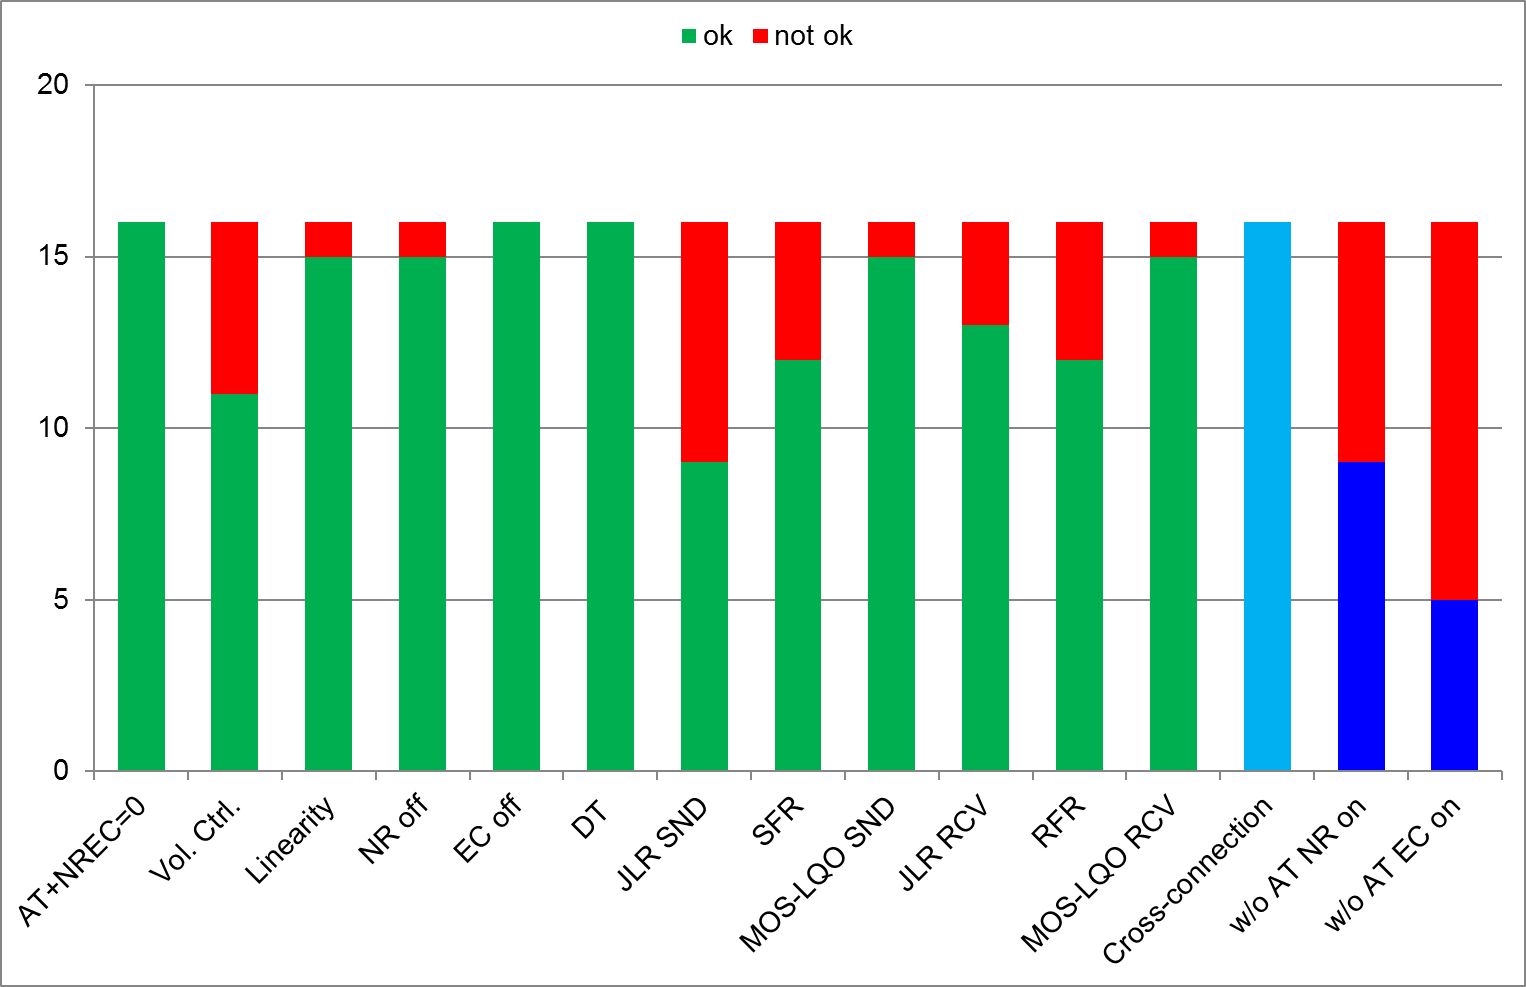 ok not ok
20
15
10
5
0
AT+NREC=0
Vol. Ctrl.
Linearity
NR off
EC off
DT
JLR SND
SFR
MOS-LQO SND
JLR RCV
RFR
MOS-LQO RCV
Cross-connection
w/o AT NR on
w/o AT EC on